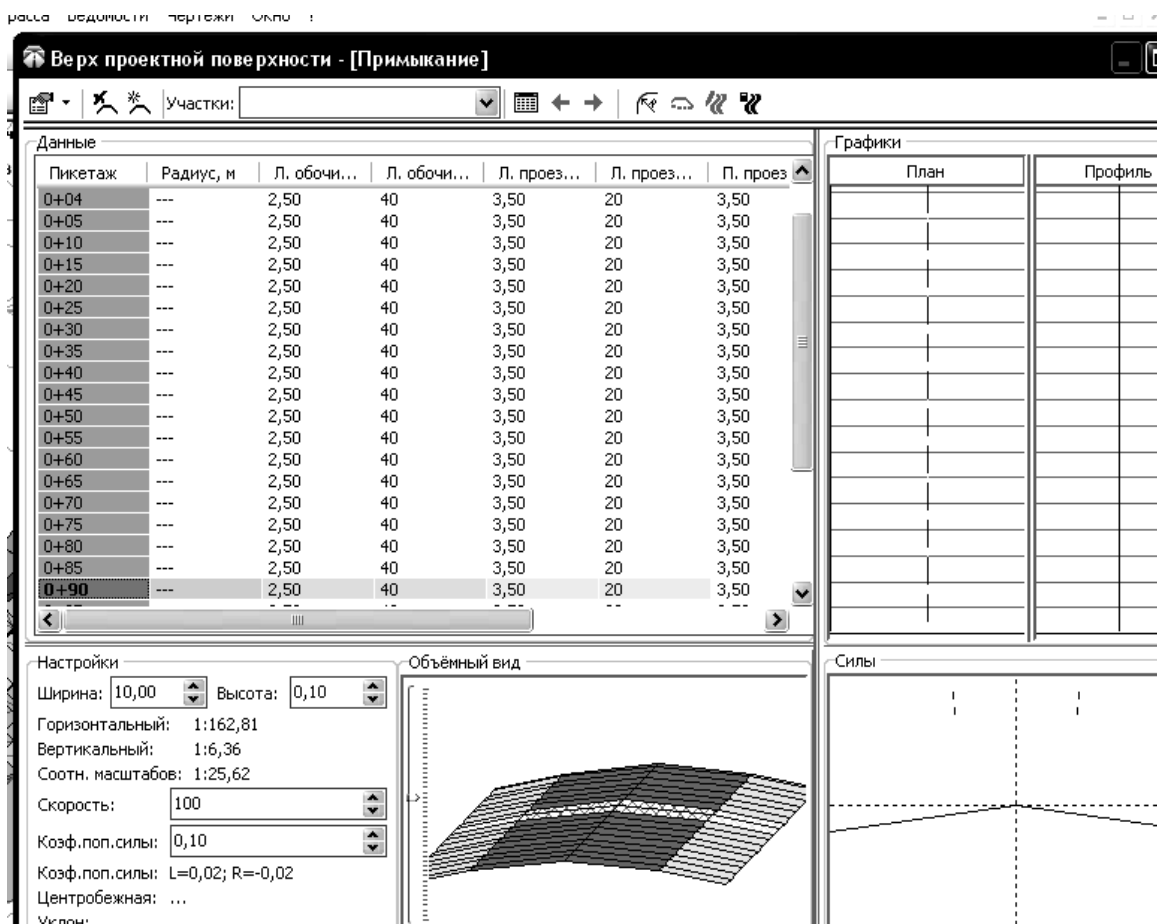 расса Ведомости Чертежи Окно ?
Верх проектной поверхности - [Примыкание]
Участки:
Данные
Пикетаж Радиус, м Л. обочи... Л. обочи... Л. проез... Л. проез... П. проез
0+04 --- 2,50 40 3,50 20 3,50
0+05 --- 2,50 40 3,50 20 3,50
0+10 --- 2,50 40 3,50 20 3,50
0+15 --- 2,50 40 3,50 20 3,50
0+20 --- 2,50 40 3,50 20 3,50
0+25 --- 2,50 40 3,50 20 3,50
0+30 --- 2,50 40 3,50 20 3,50
0+35 --- 2,50 40 3,50 20 3,50
0+40 --- 2,50 40 3,50 20 3,50
0+45 --- 2,50 40 3,50 20 3,50
0+50 --- 2,50 40 3,50 20 3,50
0+55 --- 2,50 40 3,50 20 3,50
0+60 --- 2,50 40 3,50 20 3,50
0+65 --- 2,50 40 3,50 20 3,50
0+70 --- 2,50 40 3,50 20 3,50
0+75 --- 2,50 40 3,50 20 3,50
0+80 --- 2,50 40 3,50 20 3,50
0+85 --- 2,50 40 3,50 20 3,50
0+90 --- 2,50 40 3,50 20 3,50
Графики
План Профиль
Настройки
Ширина: 10,00 Высота: 0,10
Горизонтальный: 1:162,81
Вертикальный: 1:6,36
Соотн. масштабов: 1:25,62
Скорость: 100
Коэф.поп.силы: 0,10
Коэф.поп.силы: L=0,02; R=-0,02
Центробежная: ...
Уклон:
Объёмный вид
Силы